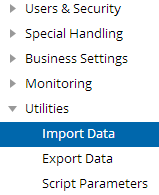 Users & Security
Special Handling
Business Settings
Monitoring
Utilities
Import Data
Export Data
Script Parameters